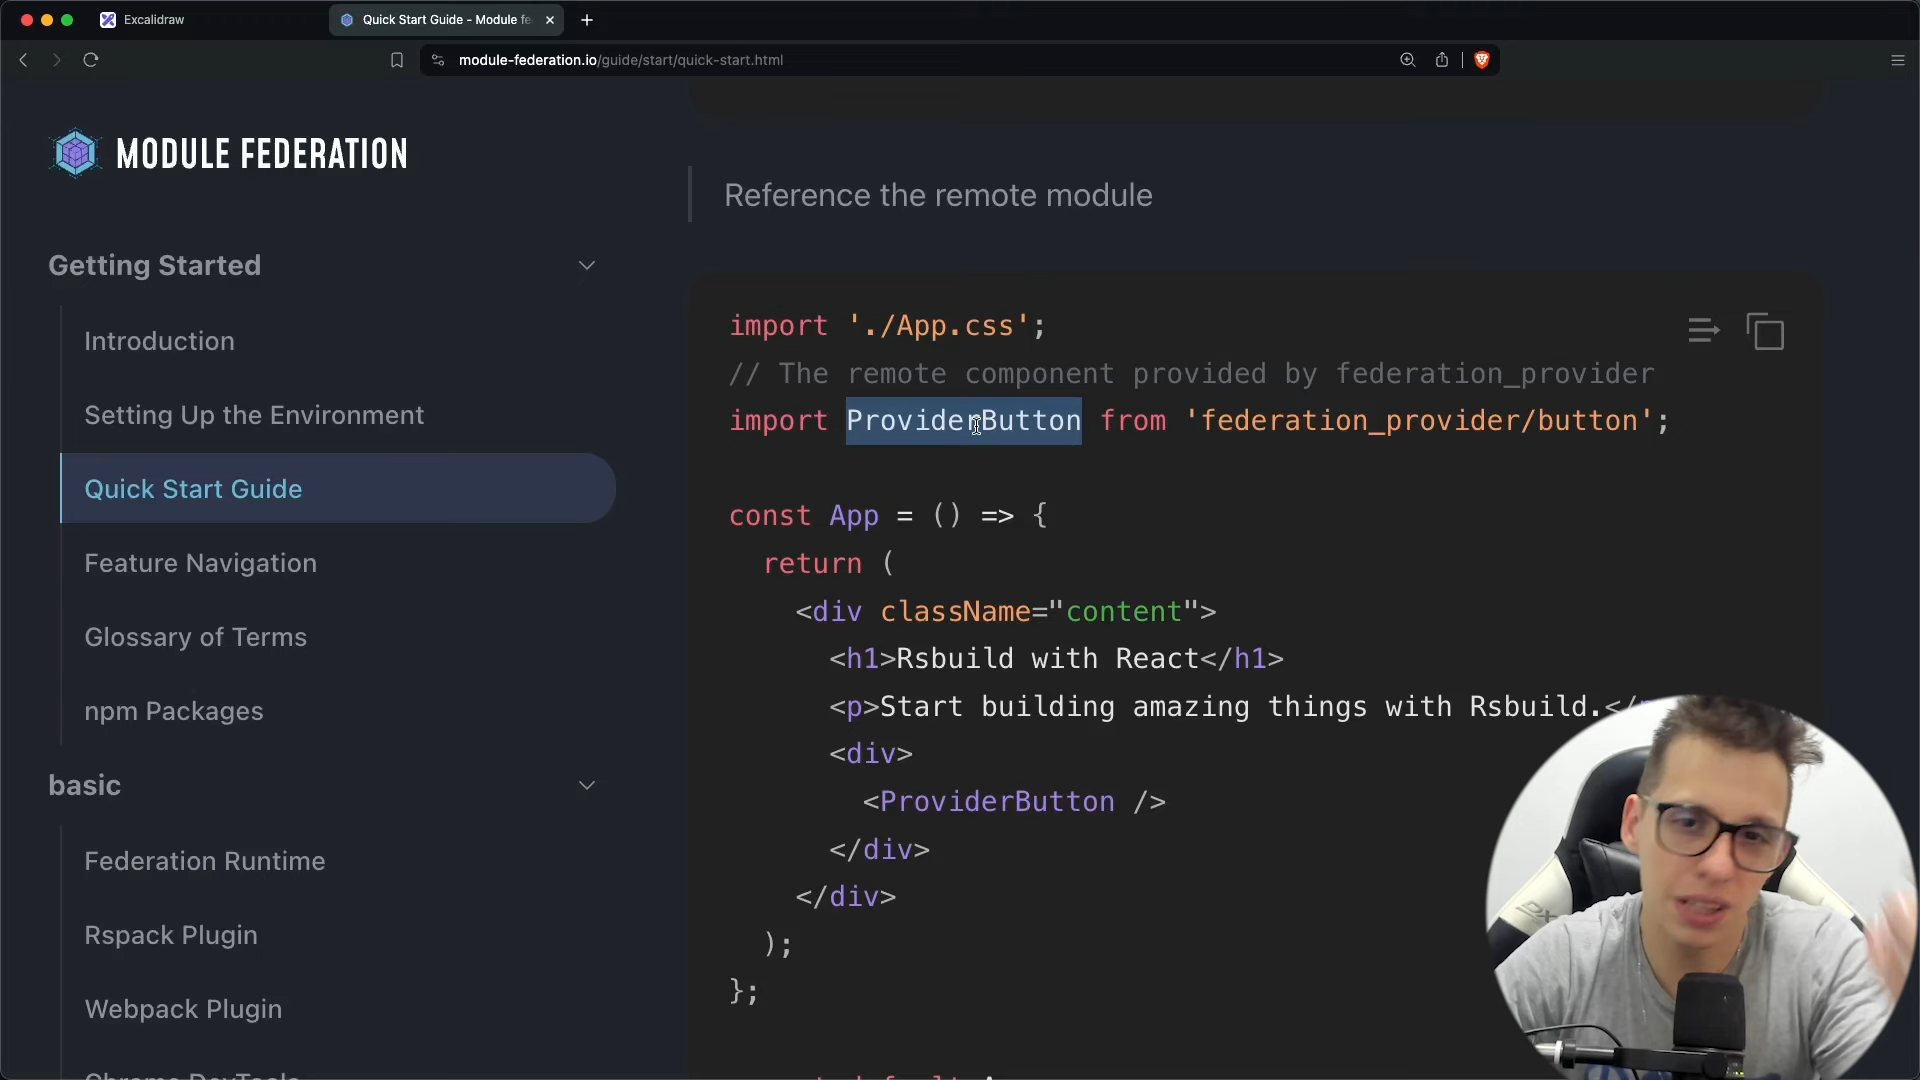 Excalidraw
Quick Start Guide - Module fe
module-federation.io/guide/start/quick-start.html
MODULE FEDERATION
Getting Started
Introduction
Setting Up the Environment
Quick Start Guide
Feature Navigation
Glossary of Terms
npm Packages
basic
Federation Runtime
Rspack Plugin
Webpack Plugin
Chrome DevTools
Reference the remote module
import './App.css';
// The remote component provided by federation_provider
import ProviderButton from 'federation_provider/button';
const App = () => {
return (
<div className="content">
<h1>Rsbuild with React</h1>
<p>Start building amazing things with Rsbuild.</
<div>
<ProviderButton />
</div>
</div>
);
};